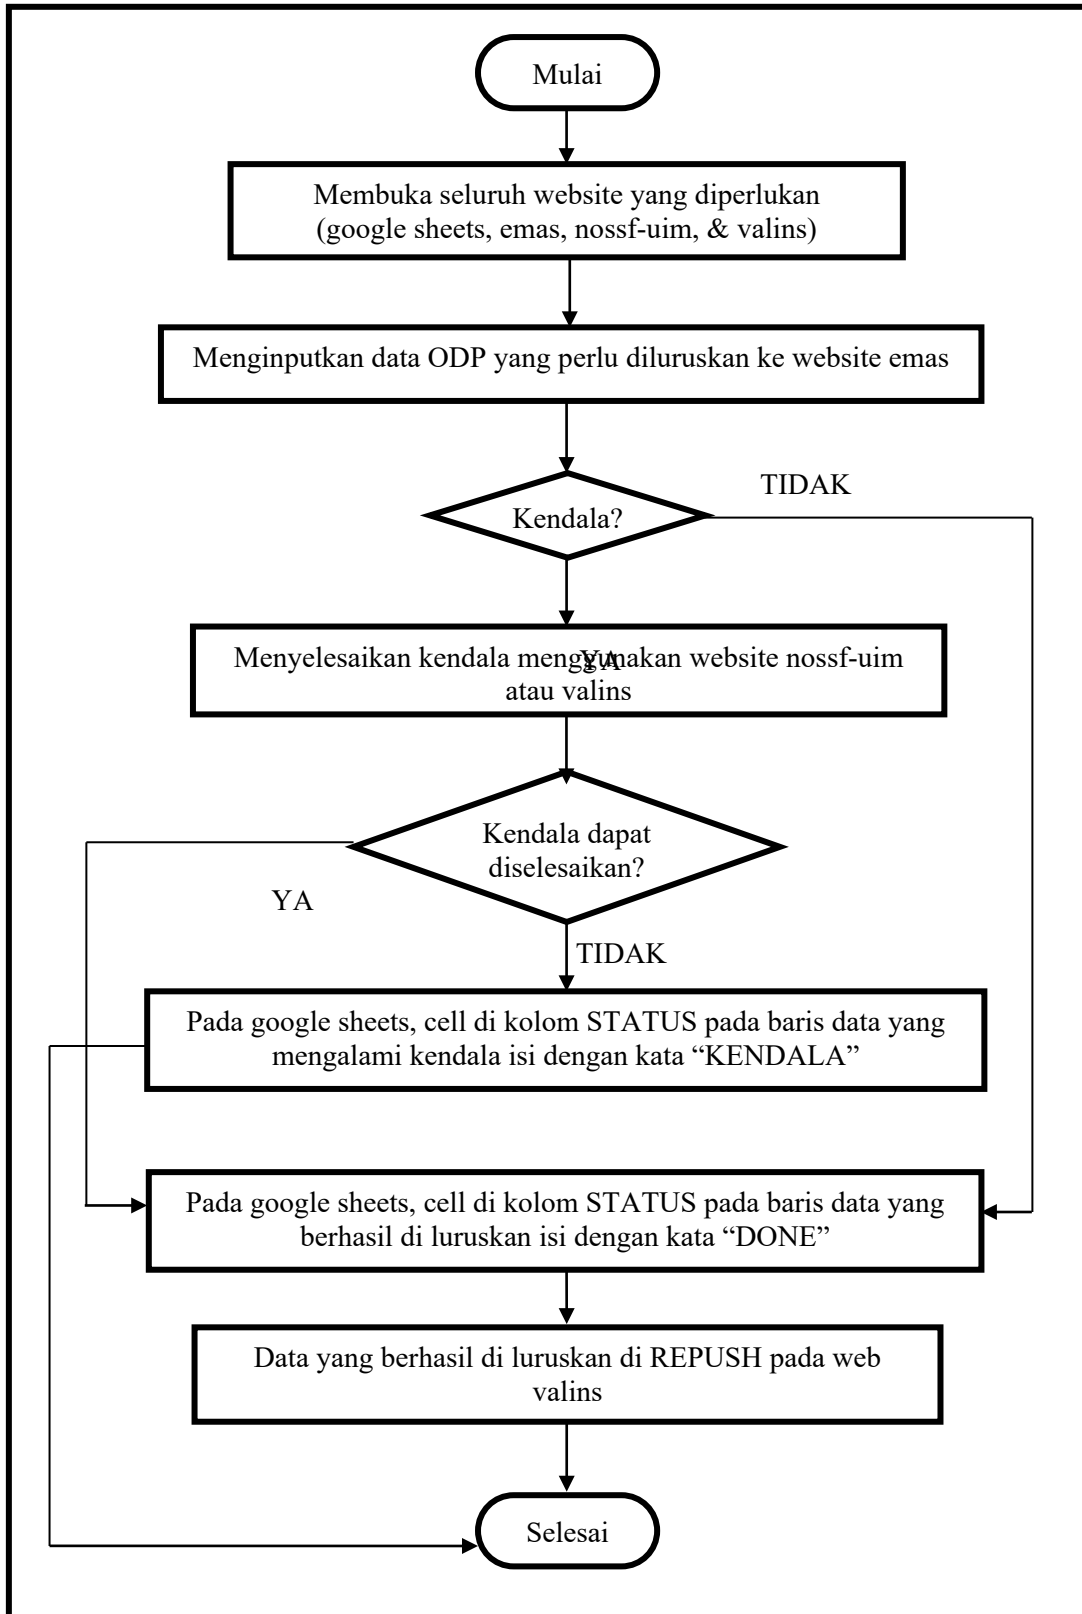 Mulai
Membuka seluruh website yang diperlukan
(google sheets, emas, nossf-uim, & valins)
Menginputkan data ODP yang perlu diluruskan ke website emas
TIDAK
Kendala?
Menyelesaikan kendala menggunakan website nossf-uim
YA
atau valins
Kendala dapat
diselesaikan?
YA
TIDAK
Pada google sheets, cell di kolom STATUS pada baris data yang
mengalami kendala isi dengan kata “KENDALA”
Pada google sheets, cell di kolom STATUS pada baris data yang
berhasil di luruskan isi dengan kata “DONE”
Data yang berhasil di luruskan di REPUSH pada web
valins
Selesai